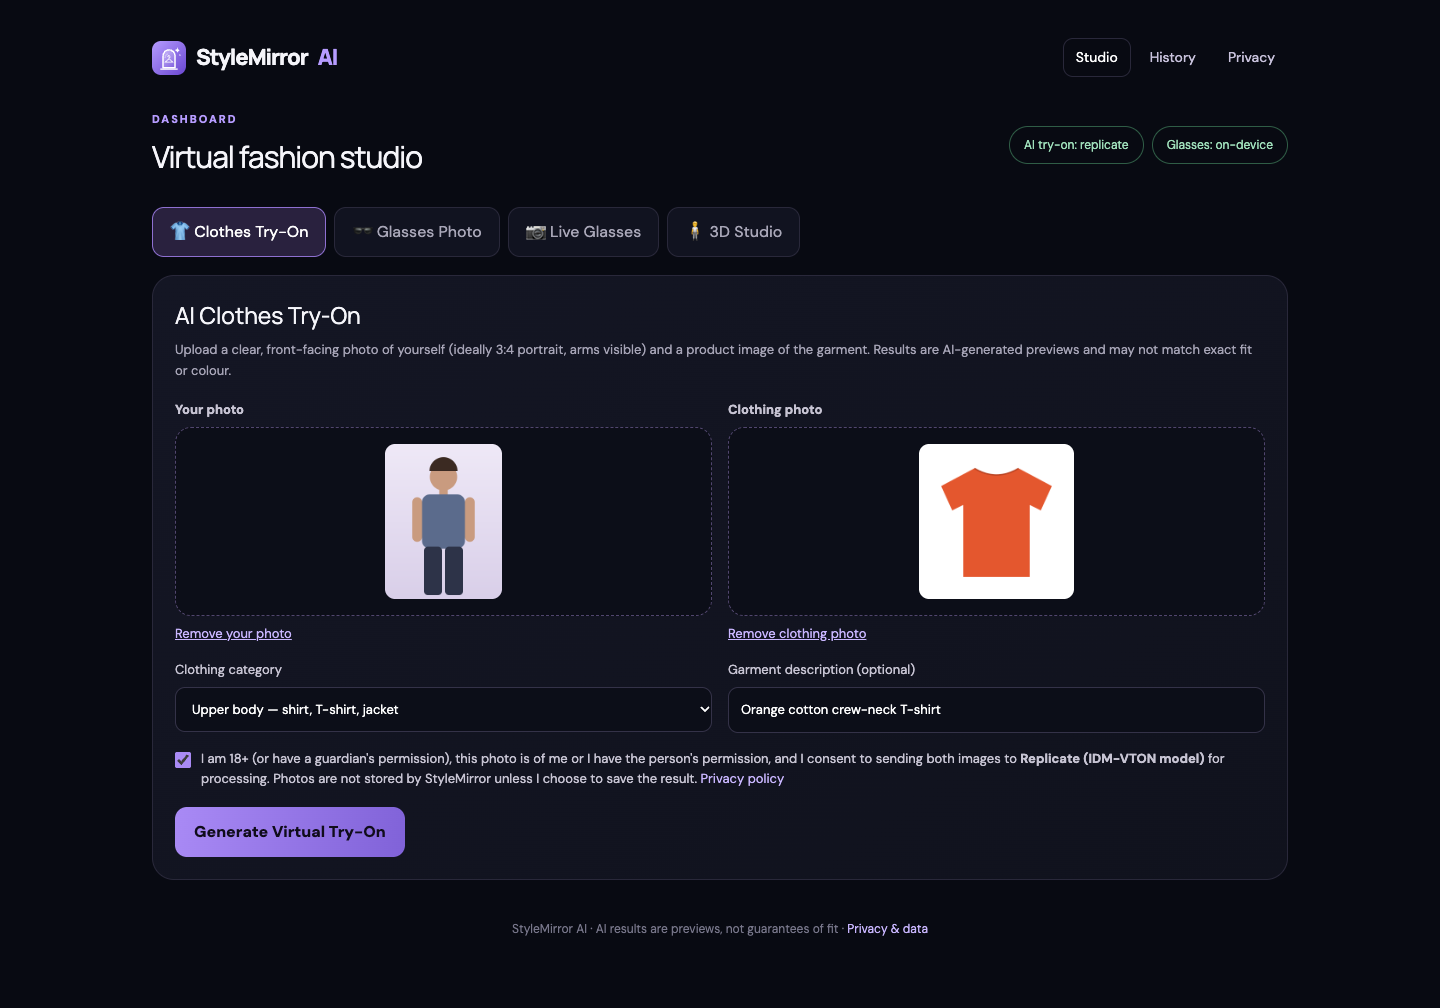 StyleMirror AI
Studio
History
Privacy
DASHBOARD
Virtual fashion studio
AI try-on: replicate
Glasses: on-device
Clothes Try-On
Glasses Photo
Live Glasses
3D Studio
AI Clothes Try-On
Upload a clear, front-facing photo of yourself (ideally 3:4 portrait, arms visible) and a product image of the garment. Results are AI-generated previews and may not match exact fit
or colour.
Your photo
Clothing photo
Remove your photo
Remove clothing photo
Clothing category
Garment description (optional)
Upper body — shirt, T-shirt, jacket
Orange cotton crew-neck T-shirt
I am 18+ (or have a guardian's permission), this photo is of me or I have the person's permission, and I consent to sending both images to Replicate (IDM-VTON model) for
processing. Photos are not stored by StyleMirror unless I choose to save the result. Privacy policy
Generate Virtual Try-On
StyleMirror AI · AI results are previews, not guarantees of fit · Privacy & data